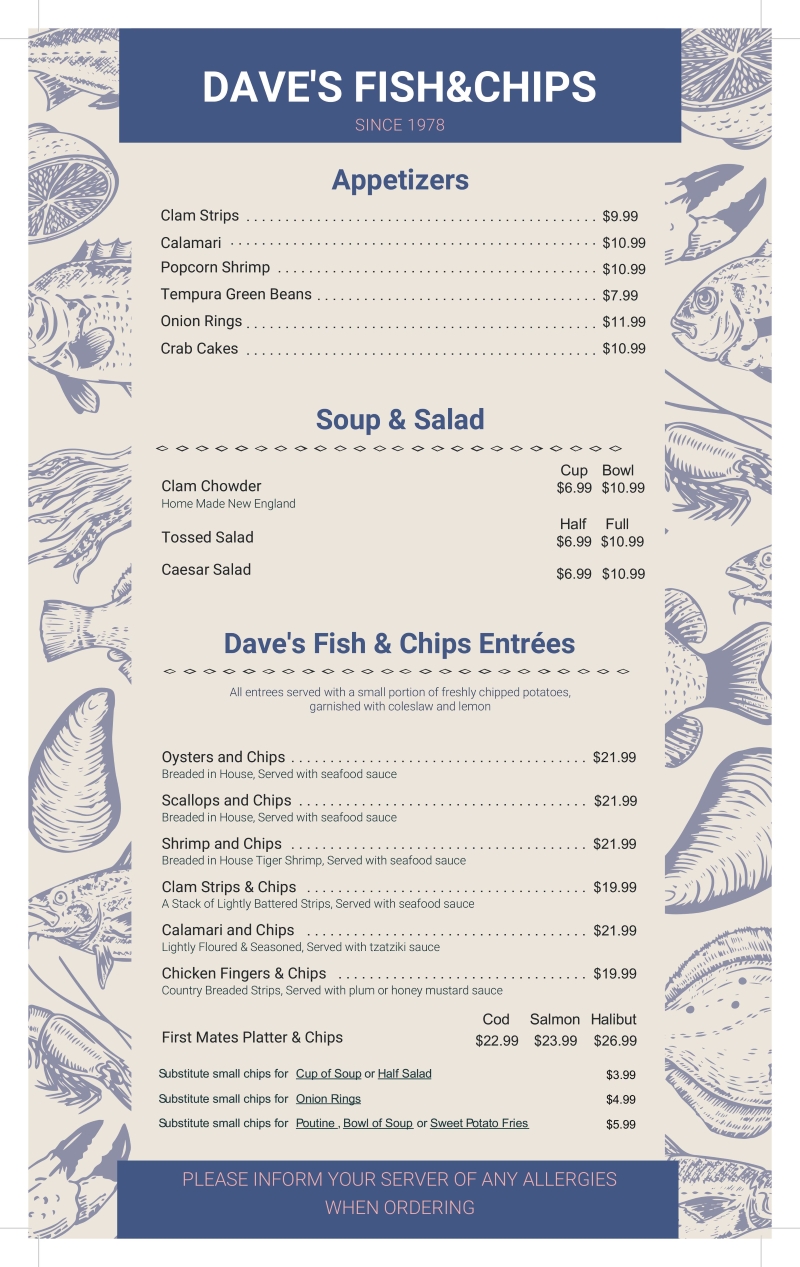 DAVE'S FISH&CHIPS
SINCE 1978
Appetizers
Clam Strips $9.99
Calamari $10.99
Popcorn Shrimp $10.99
Tempura Green Beans $7.99
Onion Rings $11.99
Crab Cakes $10.99
Soup & Salad
Cup Bowl
Clam Chowder $6.99 $10.99
Home Made New England
Half Full
Tossed Salad $6.99 $10.99
Caesar Salad $6.99 $10.99
Dave's Fish & Chips Entrées
All entrees served with a small portion of freshly chipped potatoes,
garnished with coleslaw and lemon
Oysters and Chips $21.99
Breaded in House, Served with seafood sauce
Scallops and Chips $21.99
Breaded in House, Served with seafood sauce
Shrimp and Chips $21.99
Breaded in House Tiger Shrimp, Served with seafood sauce
Clam Strips & Chips $19.99
A Stack of Lightly Battered Strips, Served with seafood sauce
Calamari and Chips $21.99
Lightly Floured & Seasoned, Served with tzatziki sauce
Chicken Fingers & Chips $19.99
Country Breaded Strips, Served with plum or honey mustard sauce
Cod Salmon Halibut
First Mates Platter & Chips $22.99 $23.99 $26.99
Substitute small chips for Cup of Soup or Half Salad $3.99
Substitute small chips for Onion Rings $4.99
Substitute small chips for Poutine , Bowl of Soup or Sweet Potato Fries $5.99
PLEASE INFORM YOUR SERVER OF ANY ALLERGIES
WHEN ORDERING